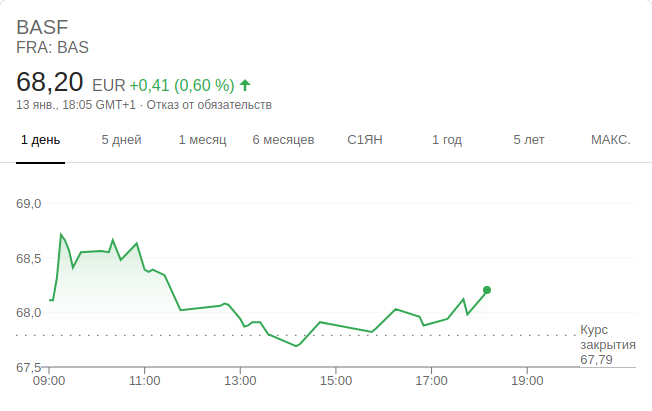 BASF
FRA: BAS
68,20 EUR +0,41 (0,60 %)
13 янв., 18:05 GMT+1 · Отказ от обязательств
1 день 5 дней 1 месяц 6 месяцев С1ЯН 1 год 5 лет МАКС.
69,0
68,5
68,0
Курс
закрытия
67,79
67,5
09:00 11:00 13:00 15:00 17:00 19:00